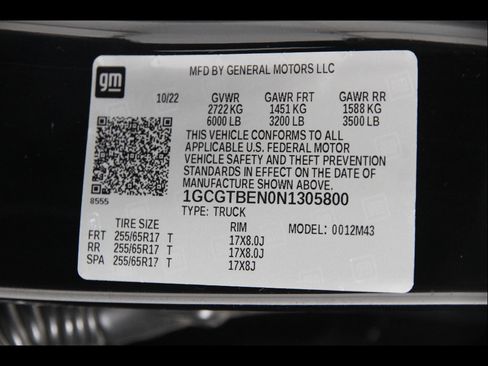 gm
MFD BY GENERAL MOTORS LLC
10/22 GVWR GAWR FRT GAWR RR
2722 KG 1451 KG 1588 KG
6000 LB 3200 LB 3500 LB
THIS VEHICLE CONFORMS TO ALL
APPLICABLE U.S. FEDERAL MOTOR
VEHICLE SAFETY AND THEFT PREVENTION
STANDARDS IN EFFECT ON THE DATE OF
MANUFACTURE SHOWN ABOVE.
8555
1GCGTBEN0N1305800
TYPE: TRUCK
TIRE SIZE RIM MODEL: 0012M43
FRT 255/65R17 T 17X8.0J
RR 255/65R17 T 17X8.0J
SPA 255/65R17 T 17X8J